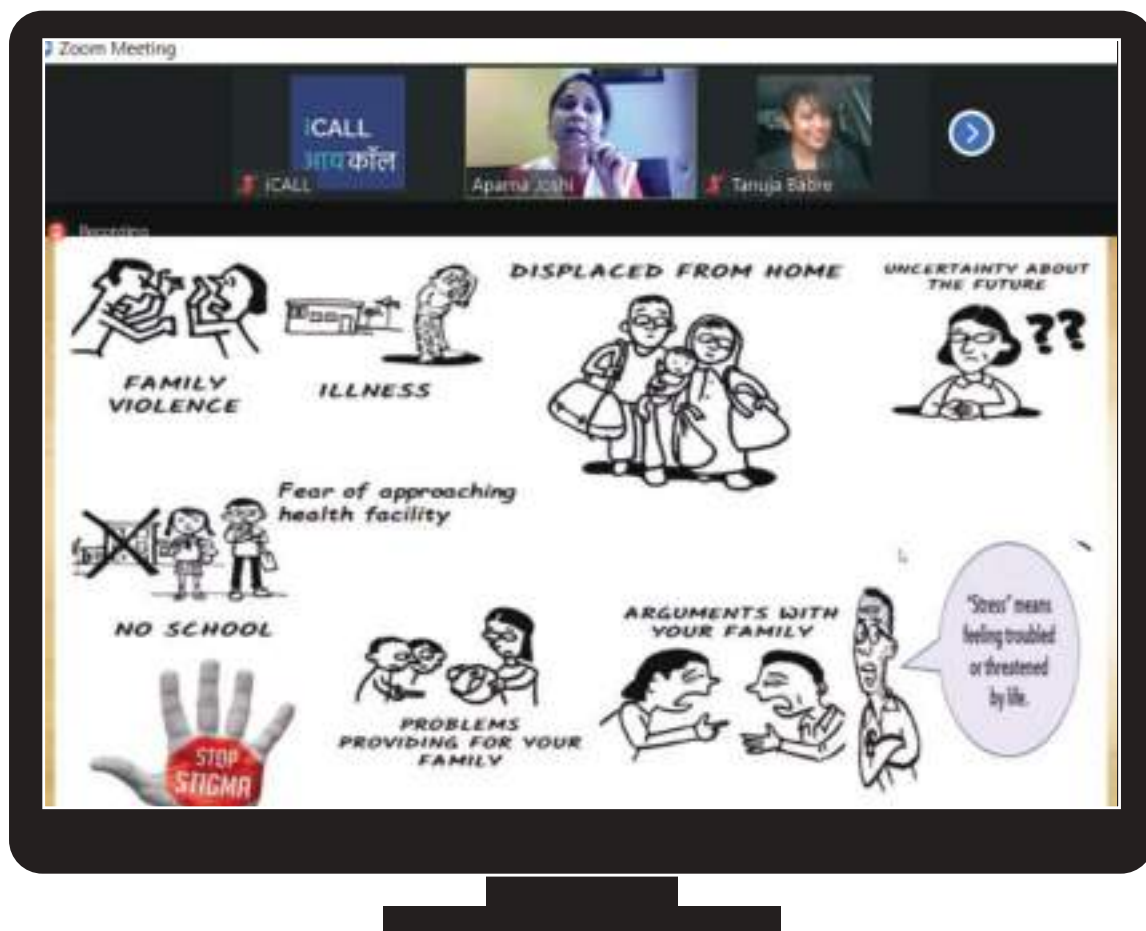 Zoom Meeting
iCALL
आय कॉल
iCALL
Aparna Joshi
Tanuja Babre
Recording
FAMILY
VIOLENCE
ILLNESS
DISPLACED FROM HOME
UNCERTAINTY ABOUT
THE FUTURE
??
Fear of approaching
health facility
NO SCHOOL
STOP
STIGMA
PROBLEMS
PROVIDING FOR YOUR
FAMILY
ARGUMENTS WITH
YOUR FAMILY
"Stress" means
feeling troubled
or threatened
by life.